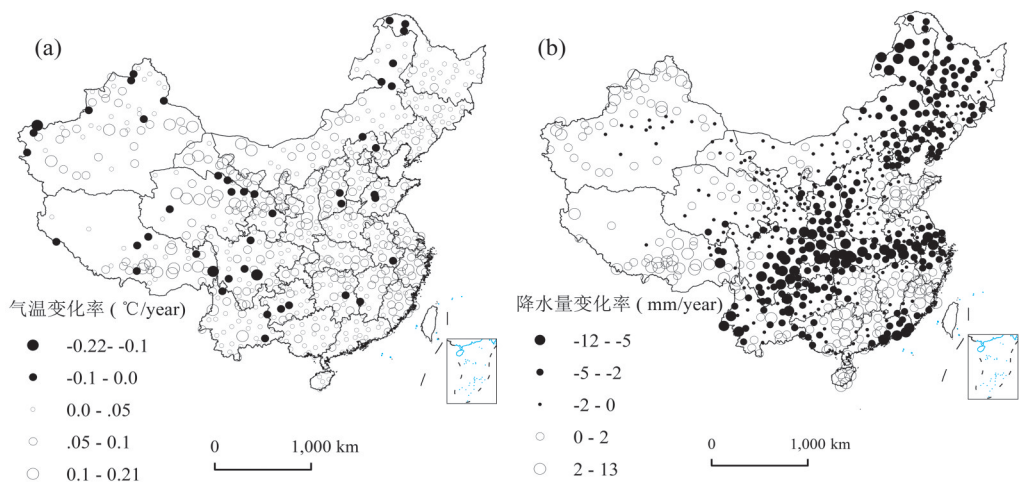 (a)
气温变化率 ( ℃/year)
-0.22- -0.1
-0.1 - 0.0
0.0 - .05
.05 - 0.1
0.1 - 0.21
0 1,000 km
(b)
降水量变化率 ( mm/year)
-12 - -5
-5 - -2
-2 - 0
0 - 2
2 - 13
0 1,000 km